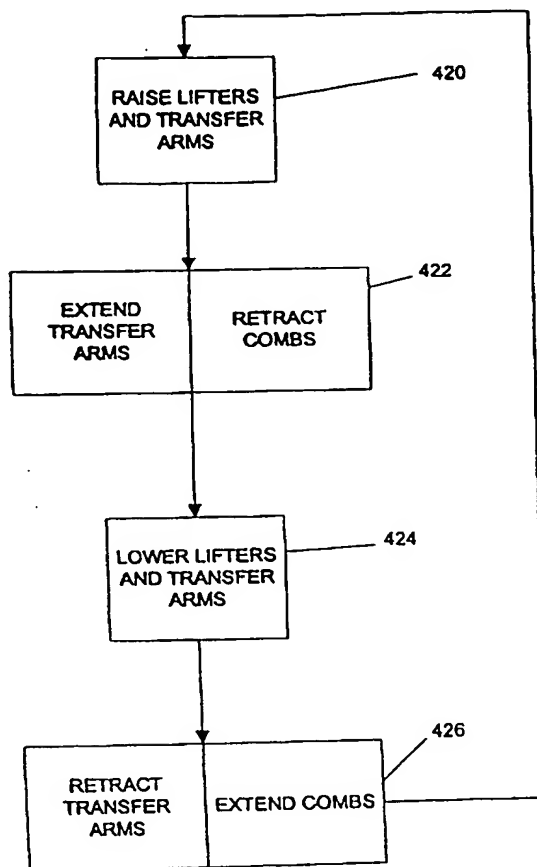 RAISE LIFTERS
AND TRANSFER
ARMS
420
EXTEND
TRANSFER
ARMS
RETRACT
COMBS
422
LOWER LIFTERS
AND TRANSFER
ARMS
424
RETRACT
TRANSFER
ARMS
EXTEND COMBS
426